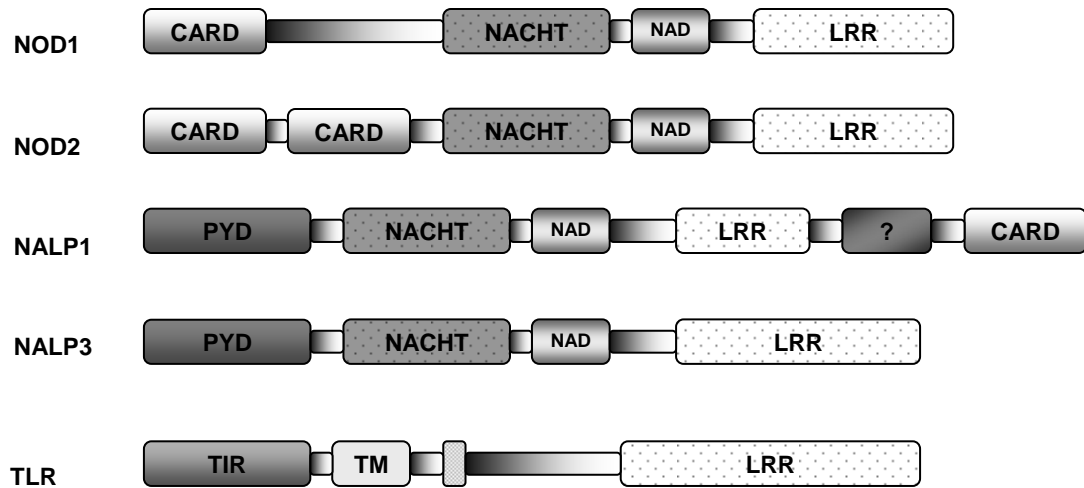 NOD1 CARD NACHT NAD LRR
NOD2 CARD CARD NACHT NAD LRR
NALP1 PYD NACHT NAD LRR ? CARD
NALP3 PYD NACHT NAD LRR
TLR TIR TM LRR